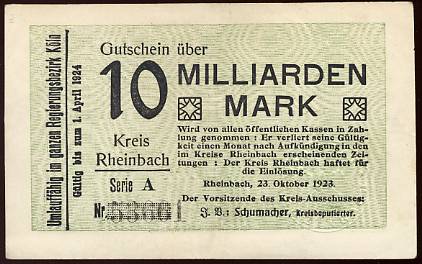 Umlauffähig im ganzen Regierungsbezirk Köln
Gültig bis zum 1. April 1924
Gutschein über
10 MILLIARDEN
MARK
Kreis
Rheinbach
Serie A
Nr.
Wird von allen öffentlichen Kassen in Zah-
lung genommen : Er verliert seine Gültig-
keit einen Monat nach Aufkündigung in den
im Kreise Rheinbach erscheinenden Zei-
tungen : Der Kreis Rheinbach haftet für
die Einlösung.
Rheinbach, 23. Oktober 1923.
Der Vorsitzende des Kreis-Ausschusses:
J. V.: Schumacher, Kreisdeputierter.